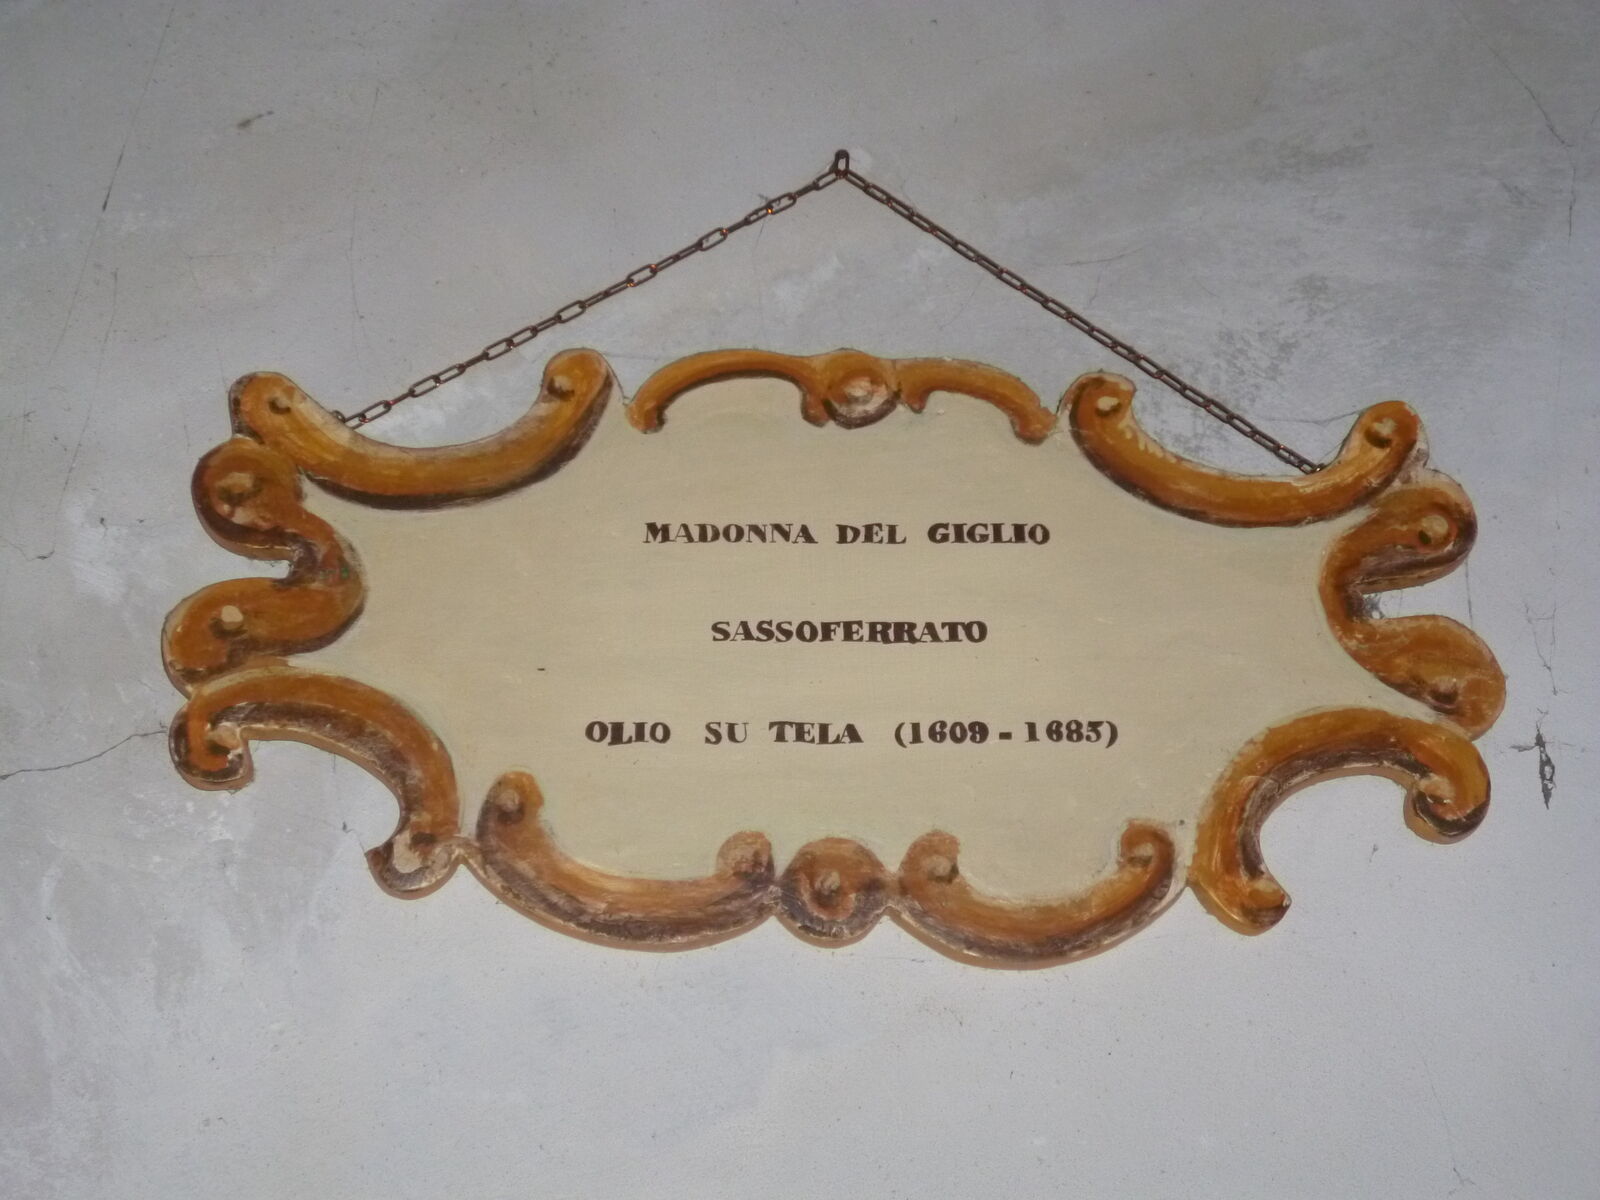 MADONNA DEL GIGLIO
SASSOFERRATO
OLIO SU TELA (1609-1685)